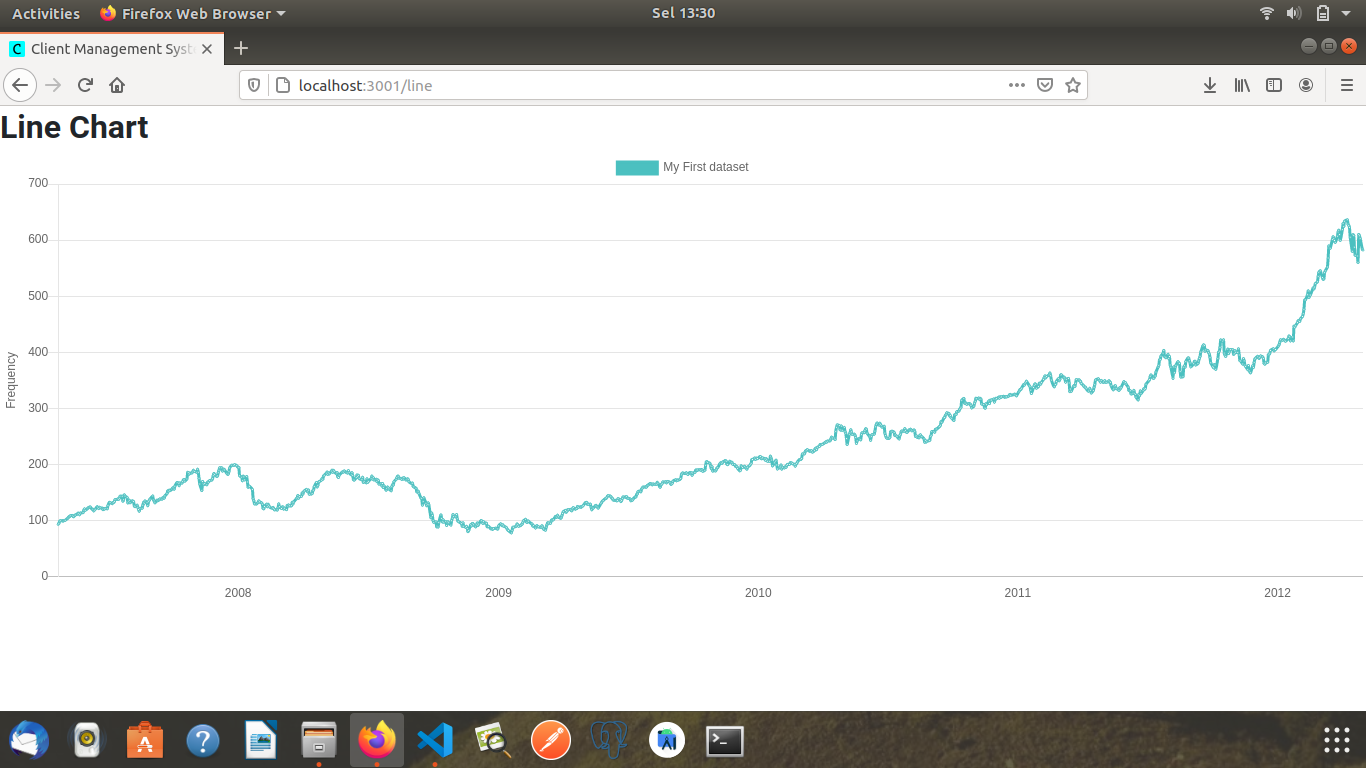 Activities Firefox Web Browser Sel 13:30
C Client Management Syst
localhost:3001/line
Line Chart
My First dataset
700
600
500
400
300
200
100
0
Frequency
2008 2009 2010 2011 2012